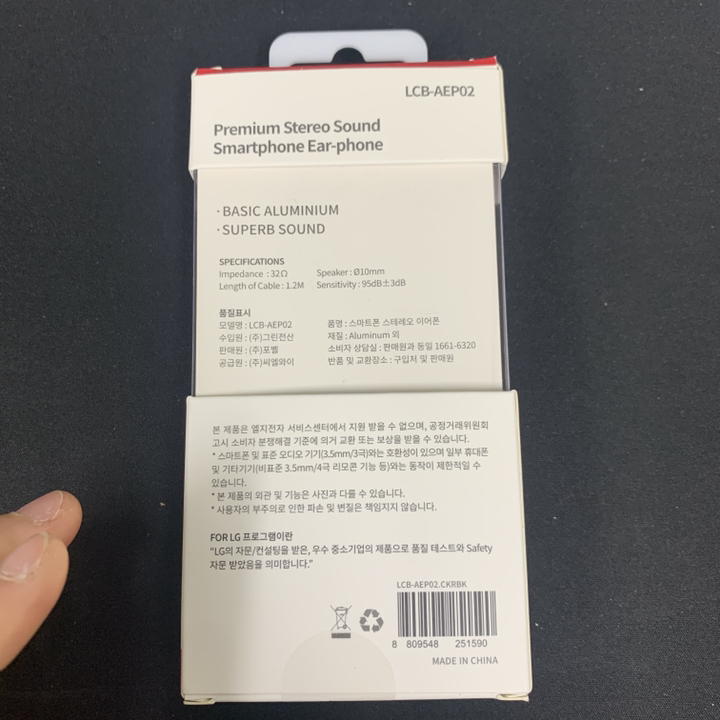 LCB-AEP02
Premium Stereo Sound
Smartphone Ear-phone
· BASIC ALUMINIUM
· SUPERB SOUND
SPECIFICATIONS
Impedance : 32Ω Speaker : Ø10mm
Length of Cable : 1.2M Sensitivity : 95dB±3dB
품질표시
모델명 : LCB-AEP02 품명 : 스마트폰 스테레오 이어폰
수입원 : (주)그린전산 재질 : Aluminum 외
판매원 : (주)포벨 소비자 상담실 : 판매원과 동일 1661-6320
공급원 : (주)씨엘와이 반품 및 교환장소 : 구입처 및 판매원
본 제품은 엘지전자 서비스센터에서 지원 받을 수 없으며, 공정거래위원회
고시 소비자 분쟁해결 기준에 의거 교환 또는 보상을 받을 수 있습니다.
* 스마트폰 및 표준 오디오 기기(3.5mm/3극)와는 호환성이 있으며 일부 휴대폰
및 기타기기(비표준 3.5mm/4극 리모콘 기능 등)와는 동작이 제한적일 수
있습니다.
* 본 제품의 외관 및 기능은 사진과 다를 수 있습니다.
* 사용자의 부주의로 인한 파손 및 변질은 책임지지 않습니다.
FOR LG 프로그램이란
"LG의 자문/컨설팅을 받은, 우수 중소기업의 제품으로 품질 테스트와 Safety
자문 받았음을 의미합니다."
LCB-AEP02.CKRBK
8 809548 251590
MADE IN CHINA